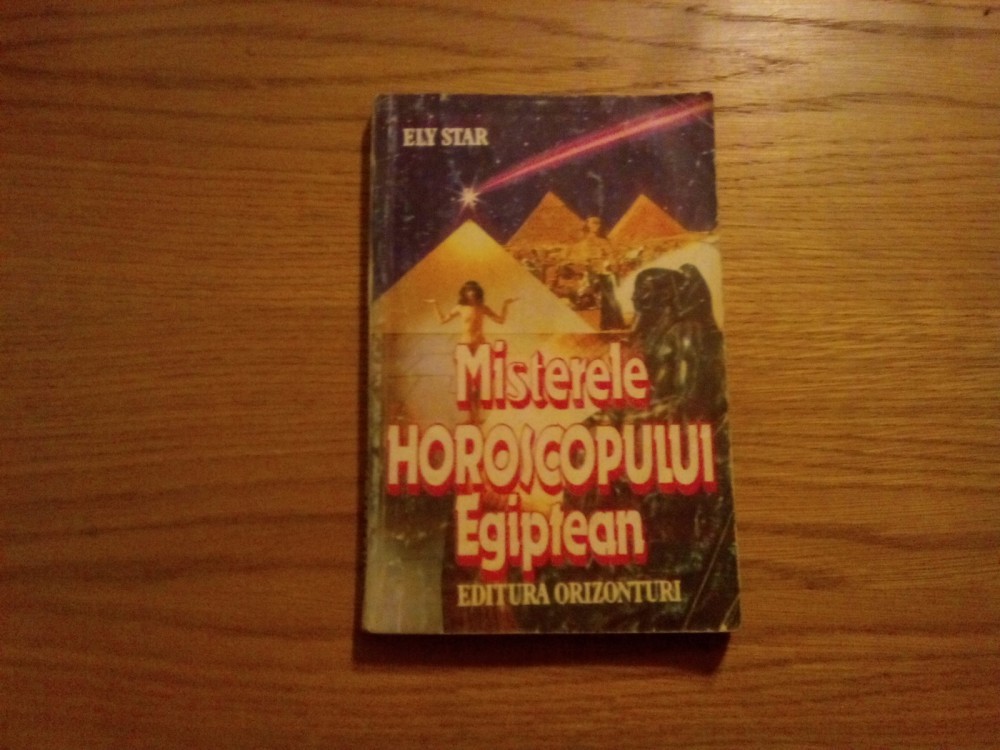 ELY STAR
Misterele
HOROSCOPULUI
Egiptean
EDITURA ORIZONTURI